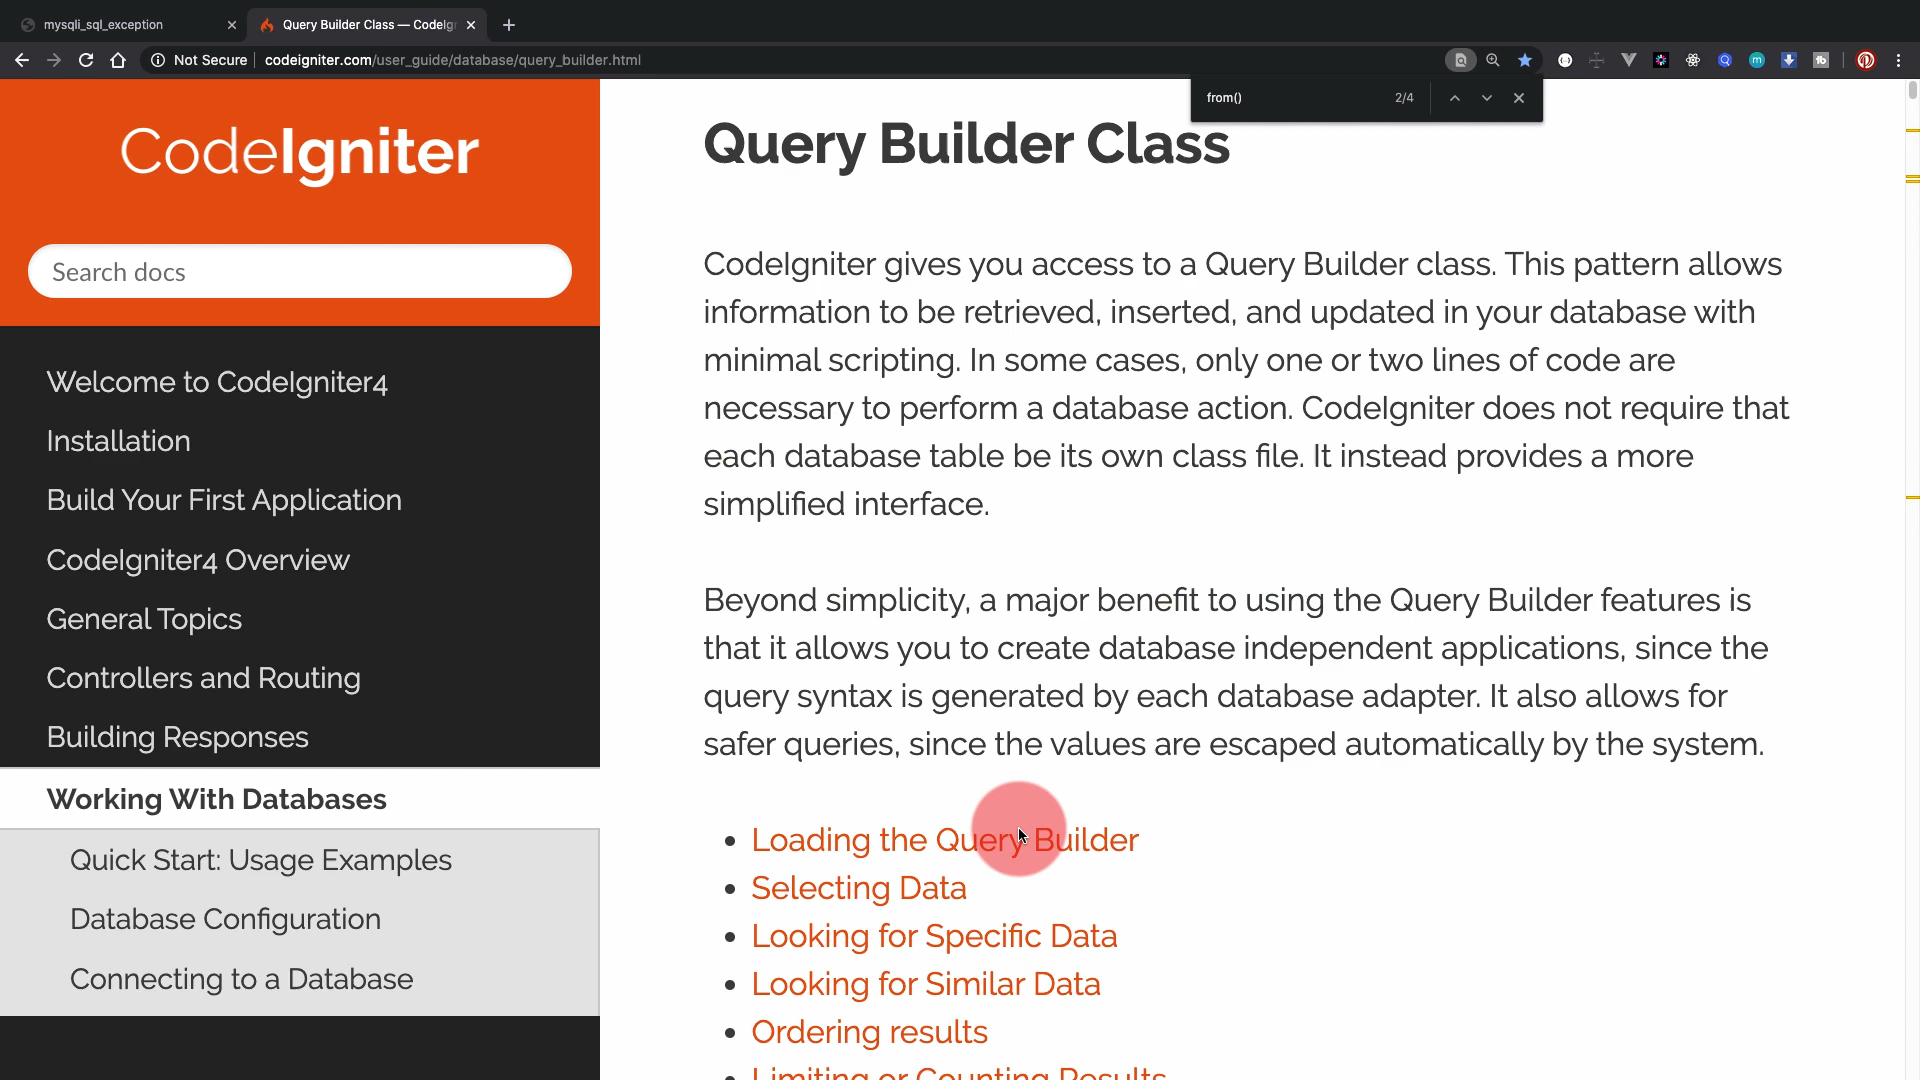 mysqli_sql_exception
Query Builder Class — CodeIgn
Not Secure
codeigniter.com/user_guide/database/query_builder.html
from()
2/4
CodeIgniter
Search docs
Welcome to CodeIgniter4
Installation
Build Your First Application
CodeIgniter4 Overview
General Topics
Controllers and Routing
Building Responses
Working With Databases
Quick Start: Usage Examples
Database Configuration
Connecting to a Database
Query Builder Class
CodeIgniter gives you access to a Query Builder class. This pattern allows
information to be retrieved, inserted, and updated in your database with
minimal scripting. In some cases, only one or two lines of code are
necessary to perform a database action. CodeIgniter does not require that
each database table be its own class file. It instead provides a more
simplified interface.
Beyond simplicity, a major benefit to using the Query Builder features is
that it allows you to create database independent applications, since the
query syntax is generated by each database adapter. It also allows for
safer queries, since the values are escaped automatically by the system.
Loading the Query Builder
Selecting Data
Looking for Specific Data
Looking for Similar Data
Ordering results
Limiting or Counting Results